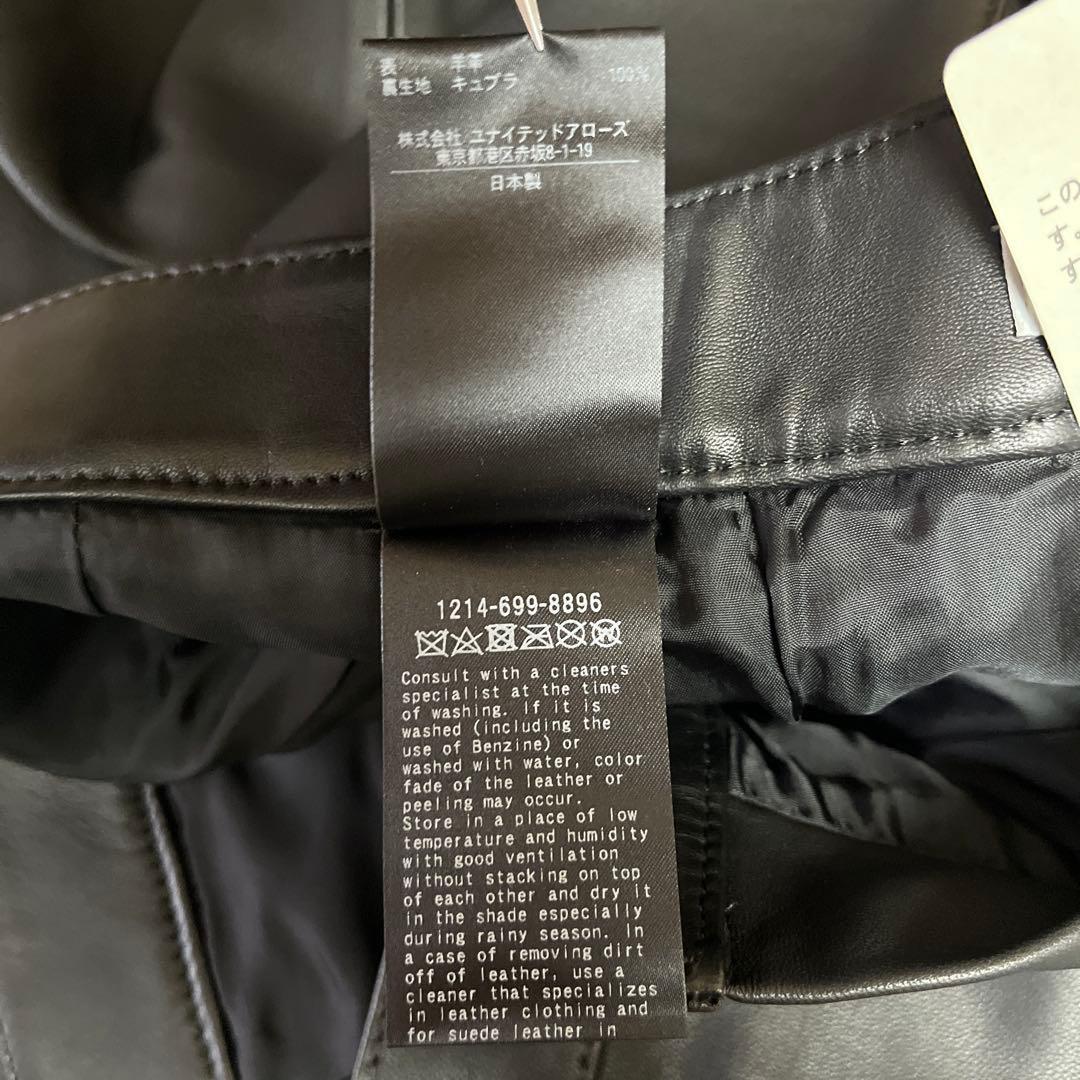 表 羊革
裏生地 キュプラ 100%
株式会社 ユナイテッドアローズ
東京都港区赤坂8-1-19
日本製
1214-699-8896
Consult with a cleaners
specialist at the time
of washing. If it is
washed (including the
use of Benzine) or
washed with water, color
fade of the leather or
peeling may occur.
Store in a place of low
temperature and humidity
with good ventilation
without stacking on top
of each other and dry it
in the shade especially
during rainy season. In
a case of removing dirt
off of leather, use a
cleaner that specializes
in leather clothing and
for suede leather in
この
す。
す